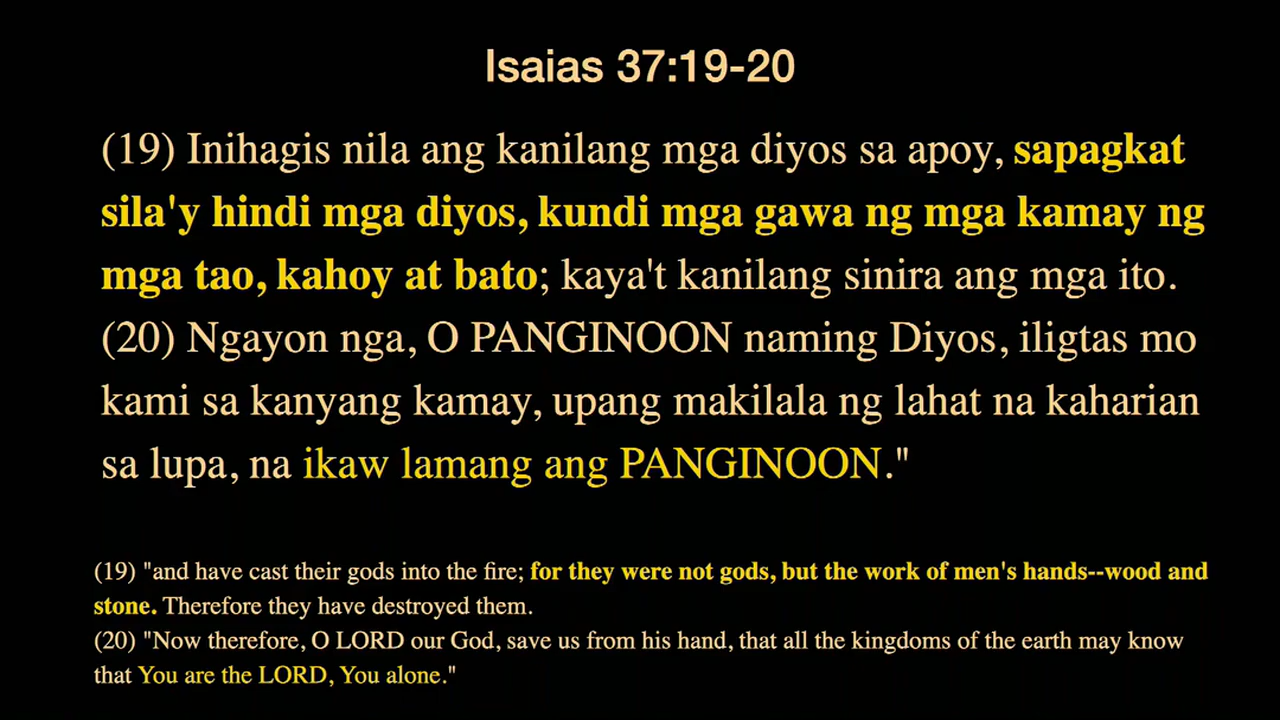 Isaias 37:19-20
(19) Inihagis nila ang kanilang mga diyos sa apoy, sapagkat
sila'y hindi mga diyos, kundi mga gawa ng mga kamay ng
mga tao, kahoy at bato; kaya't kanilang sinira ang mga ito.
(20) Ngayon nga, O PANGINOON naming Diyos, iligtas mo
kami sa kanyang kamay, upang makilala ng lahat na kaharian
sa lupa, na ikaw lamang ang PANGINOON."
(19) "and have cast their gods into the fire; for they were not gods, but the work of men's hands--wood and
stone. Therefore they have destroyed them.
(20) "Now therefore, O LORD our God, save us from his hand, that all the kingdoms of the earth may know
that You are the LORD, You alone."